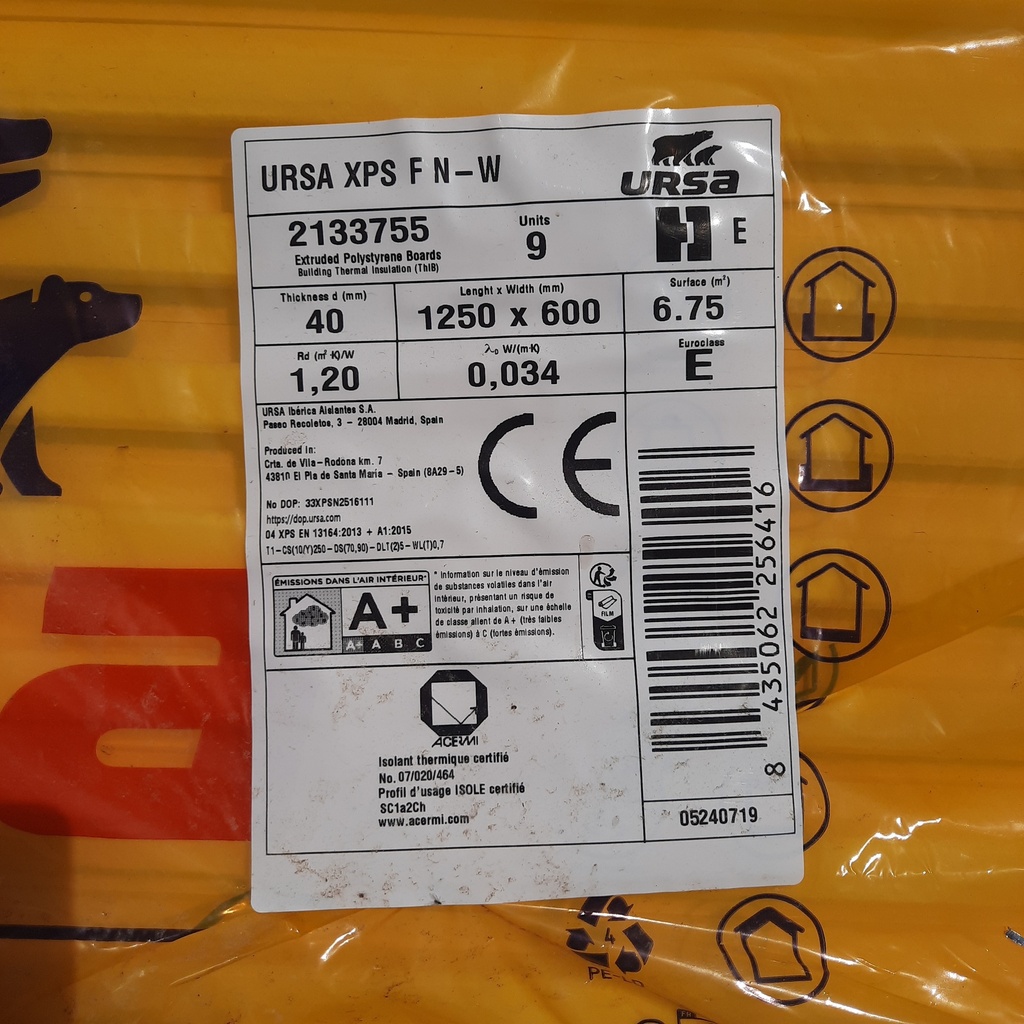 URSA XPS F N-W
URSA
2133755
Extruded Polystyrene Boards
Building Thermal Insulation (ThIB)
Units
9
E
Thickness d (mm)
40
Lenght x Width (mm)
1250 x 600
Surface (m²)
6.75
Rd (m²·K)/W
1,20
λD W/(m·K)
0,034
Euroclass
E
URSA Ibérica Aislantes S.A.
Paseo Recoletos, 3 - 28004 Madrid, Spain
Produced in:
Crta. de Vila-Rodona km. 7
43810 El Pla de Santa Maria - Spain (8A29-5)
No DOP: 33XPSN2516111
https://dop.ursa.com
04 XPS EN 13164:2013 + A1:2015
T1-CS(10/Y)250-DS(70,90)-DLT(2)5-WL(T)0,7
CE
ÉMISSIONS DANS L'AIR INTÉRIEUR*
A+
A+ A B C
* Information sur le niveau d'émission
de substances volatiles dans l'air
intérieur, présentant un risque de
toxicité par inhalation, sur une échelle
de classe allant de A+ (très faibles
émissions) à C (fortes émissions).
FILM
ACERMI
Isolant thermique certifié
No. 07/020/464
Profil d'usage ISOLE certifié
SC1a2Ch
www.acermi.com
8 435062 256416
05240719
4